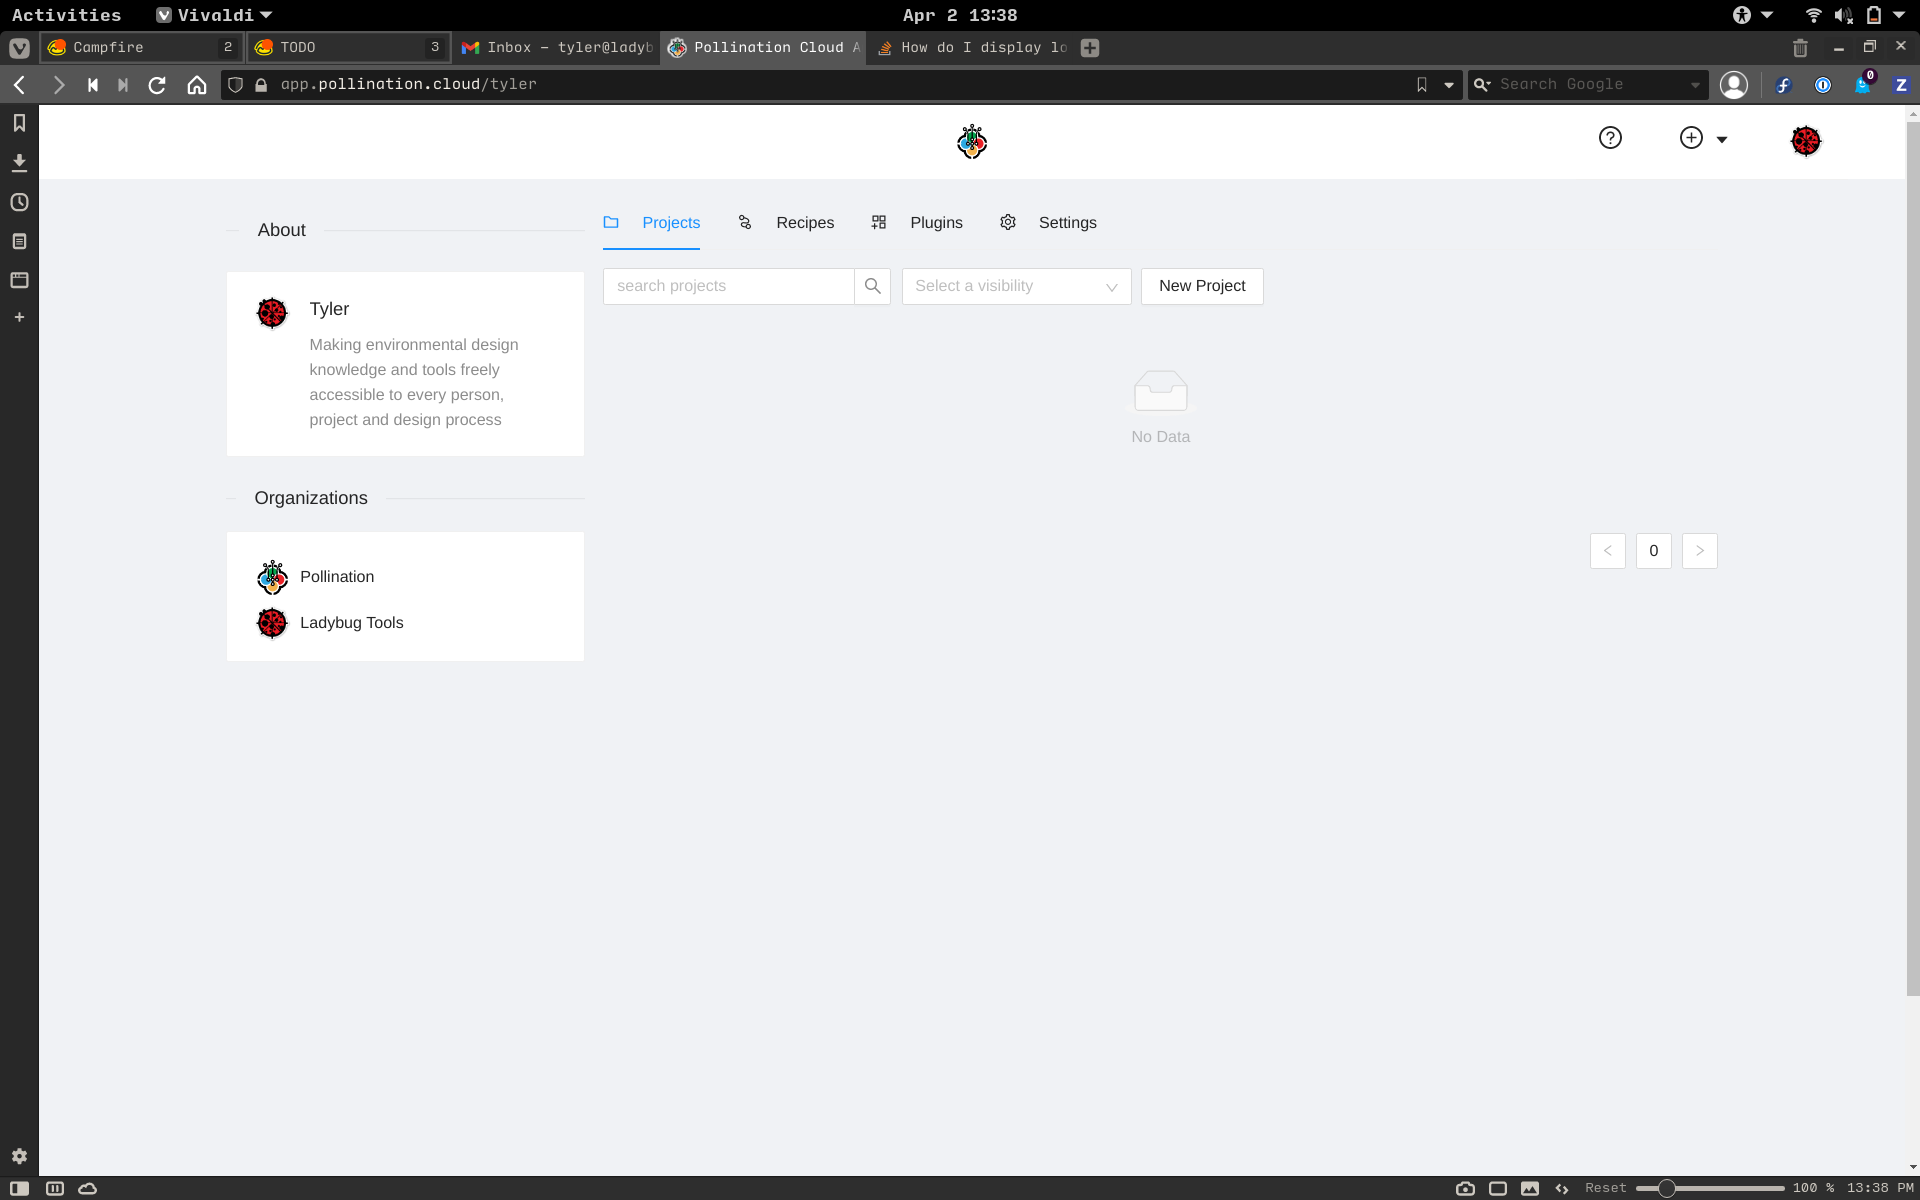 Activities
Vivaldi
Apr 2 13:38
Campfire 2
TODO 3
Inbox – tyler@ladyb
Pollination Cloud A
How do I display lo
app.pollination.cloud/tyler
Search Google
0
Z
About
Tyler
Making environmental design
knowledge and tools freely
accessible to every person,
project and design process
Organizations
Pollination
Ladybug Tools
Projects
Recipes
Plugins
Settings
search projects
Select a visibility
New Project
No Data
< 0 >
Reset
100 %
13:38 PM